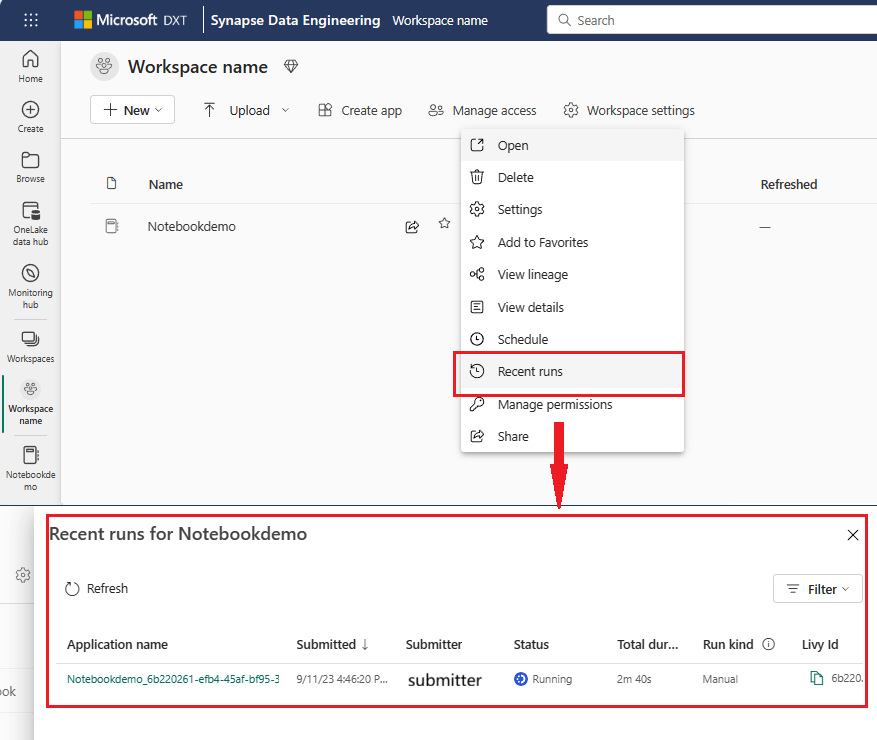 Microsoft DXT Synapse Data Engineering Workspace name Search
Home
Create
Browse
OneLake
data hub
Monitoring
hub
Workspaces
Workspace
name
Notebookde
mo
Workspace name
New Upload Create app Manage access Workspace settings
Name Refreshed
Notebookdemo —
Open
Delete
Settings
Add to Favorites
View lineage
View details
Schedule
Recent runs
Manage permissions
Share
ook
Recent runs for Notebookdemo
Refresh Filter
Application name Submitted ↓ Submitter Status Total dur... Run kind Livy Id
Notebookdemo_6b220261-efb4-45af-bf95-3 9/11/23 4:46:20 P... submitter Running 2m 40s Manual 6b220.